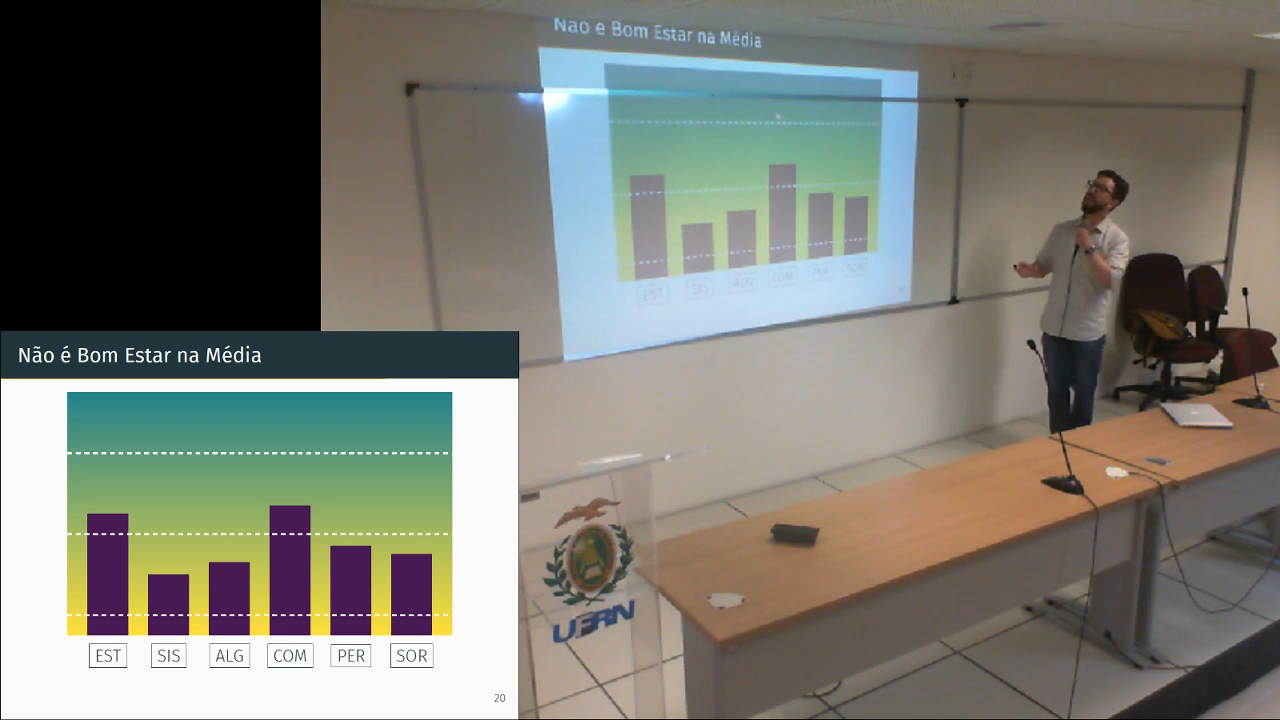 Não é Bom Estar na Média
EST SIS ALG COM PER SOR
20
Não é Bom Estar na Média
EST SIS ALG COM PER SOR
UERN